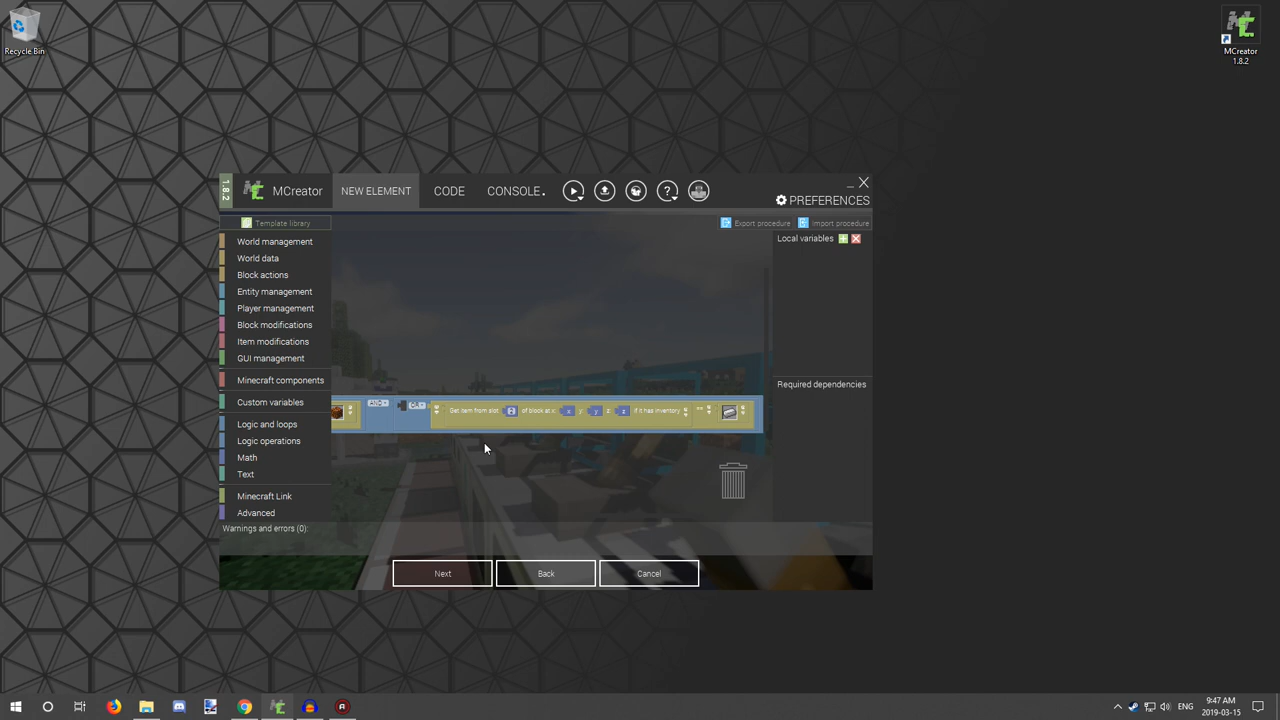 Recycle Bin
MCreator
1.8.2
1.8.2
MCreator
NEW ELEMENT
CODE
CONSOLE.
PREFERENCES
Template library
Export procedure
Import procedure
World management
World data
Block actions
Entity management
Player management
Block modifications
Item modifications
GUI management
Minecraft components
Custom variables
Logic and loops
Logic operations
Math
Text
Minecraft Link
Advanced
Local variables
Required dependencies
AND
OR
Get item from slot
of block at x:
x
y:
y
z:
z
if it has inventory
==
Warnings and errors (0):
Next
Back
Cancel
ENG
9:47 AM
2019-03-15